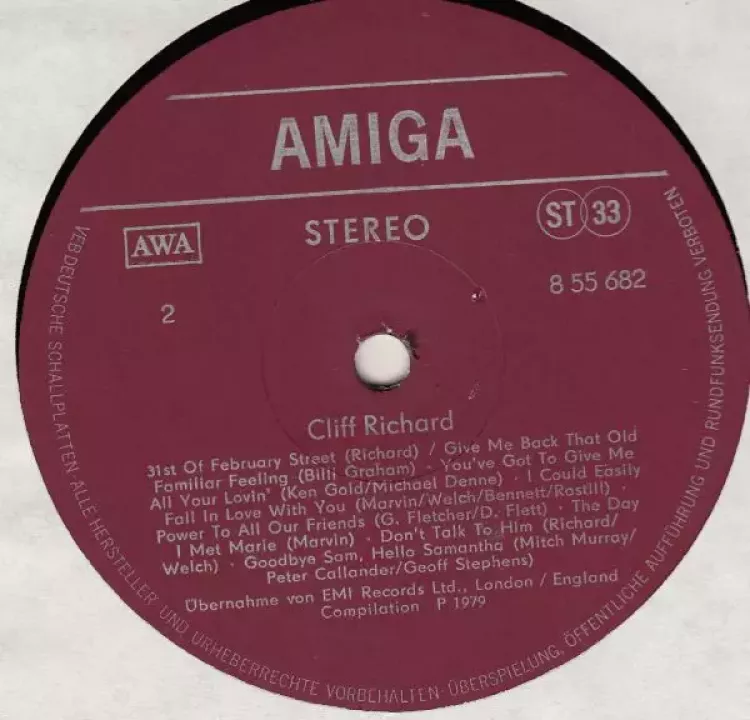 AMIGA
STEREO
ST 33
AWA
8 55 682
2
Cliff Richard
31st Of February Street (Richard) / Give Me Back That Old
Familiar Feeling (Billi Graham) · You've Got To Give Me
All Your Lovin' (Ken Gold/Michael Denne) · I Could Easily
Fall In Love With You (Marvin/Welch/Bennett/Rostill) ·
Power To All Our Friends (G. Fletcher/D. Flett) · The Day
I Met Marie (Marvin) · Don't Talk To Him (Richard/
Welch) · Goodbye Sam, Hello Samantha (Mitch Murray/
Peter Callander/Geoff Stephens)
Übernahme von EMI Records Ltd., London / England
Compilation P 1979
VEB DEUTSCHE SCHALLPLATTEN ALLE HERSTELLER- UND URHEBERRECHTE VORBEHALTEN · ÜBERSPIELUNG, ÖFFENTLICHE AUFFÜHRUNG UND RUNDFUNKSENDUNG VERBOTEN